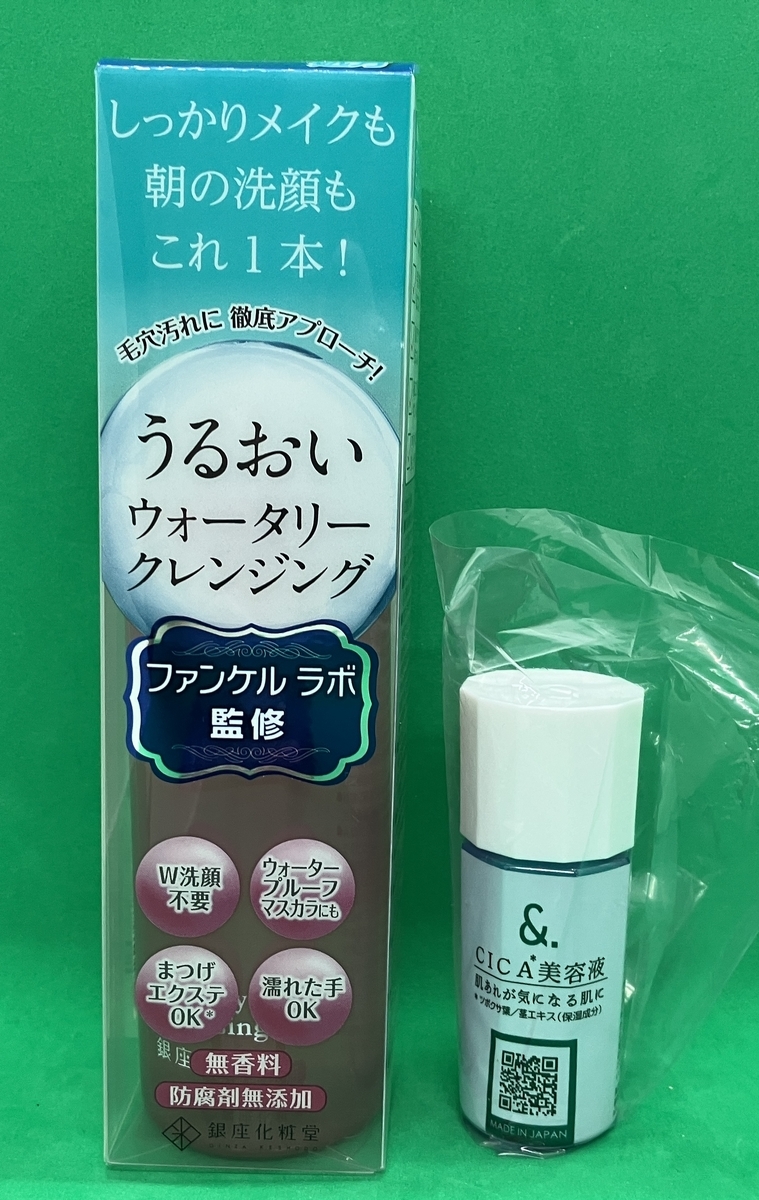 しっかりメイクも
朝の洗顔も
これ1本!
毛穴汚れに 徹底アプローチ!
うるおい
ウォータリー
クレンジング
ファンケル ラボ
監修
W洗顔
不要
ウォーター
プルーフ
マスカラにも
まつげ
エクステ
OK*
濡れた手
OK
銀座
無香料
防腐剤無添加
銀座化粧堂
&.
CICA*美容液
肌あれが気になる肌に
*ツボクサ葉/茎エキス(保湿成分)
MADE IN JAPAN